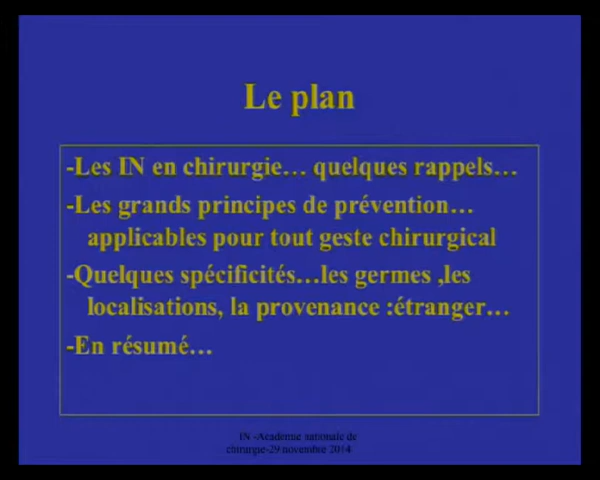 Le plan
-Les IN en chirurgie… quelques rappels…
-Les grands principes de prévention…
applicables pour tout geste chirurgical
-Quelques spécificités…les germes ,les
localisations, la provenance :étranger…
-En résumé…
IN -Académie nationale de
chirurgie-29 novembre 2014